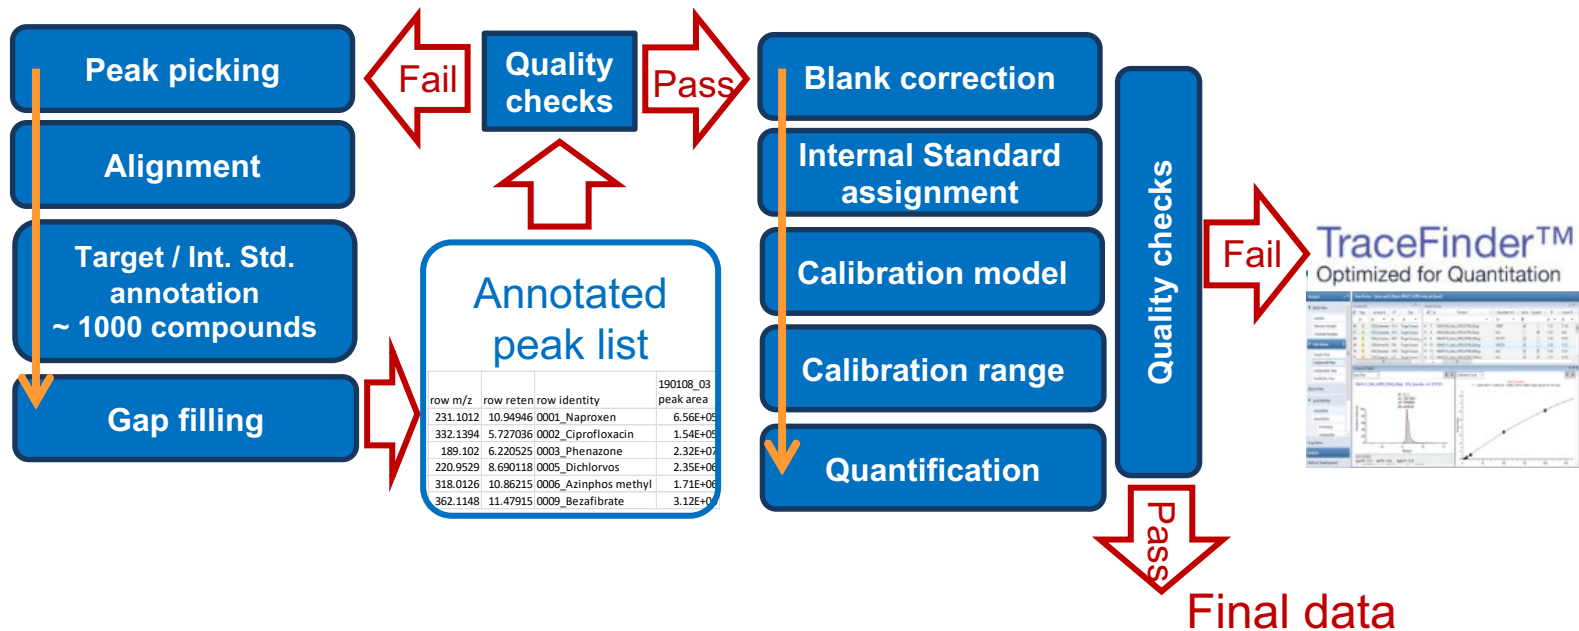 Peak picking
Alignment
Target / Int. Std.
annotation
~ 1000 compounds
Gap filling
Fail
Quality
checks
Pass
Annotated
peak list
190108_03
row m/z row reten row identity peak area
231.1012 10.94946 0001_Naproxen 6.56E+05
332.1394 5.727036 0002_Ciprofloxacin 1.54E+05
189.102 6.220525 0003_Phenazone 2.32E+07
220.9529 8.690118 0005_Dichlorvos 2.35E+06
318.0126 10.86215 0006_Azinphos methyl 1.71E+06
362.1148 11.47915 0009_Bezafibrate
Blank correction
Internal Standard
assignment
Calibration model
Calibration range
Quantification
Quality checks
Fail
TraceFinder™
Optimized for Quantitation
Pass
Final data